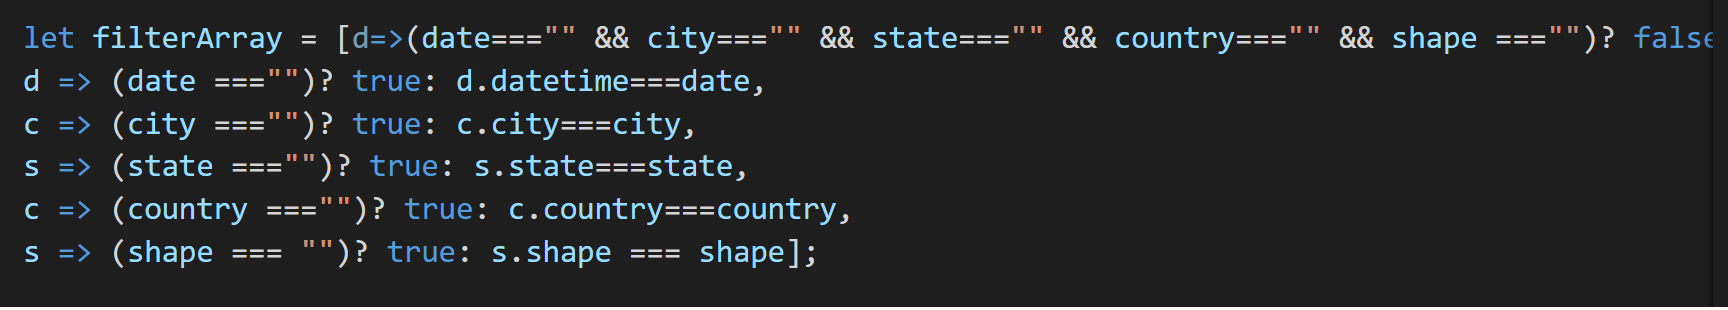 let filterArray = [d=>(date==="" && city==="" && state==="" && country==="" && shape ==="")? false
d => (date ==="")? true: d.datetime===date,
c => (city ==="")? true: c.city===city,
s => (state ==="")? true: s.state===state,
c => (country ==="")? true: c.country===country,
s => (shape === "")? true: s.shape === shape];